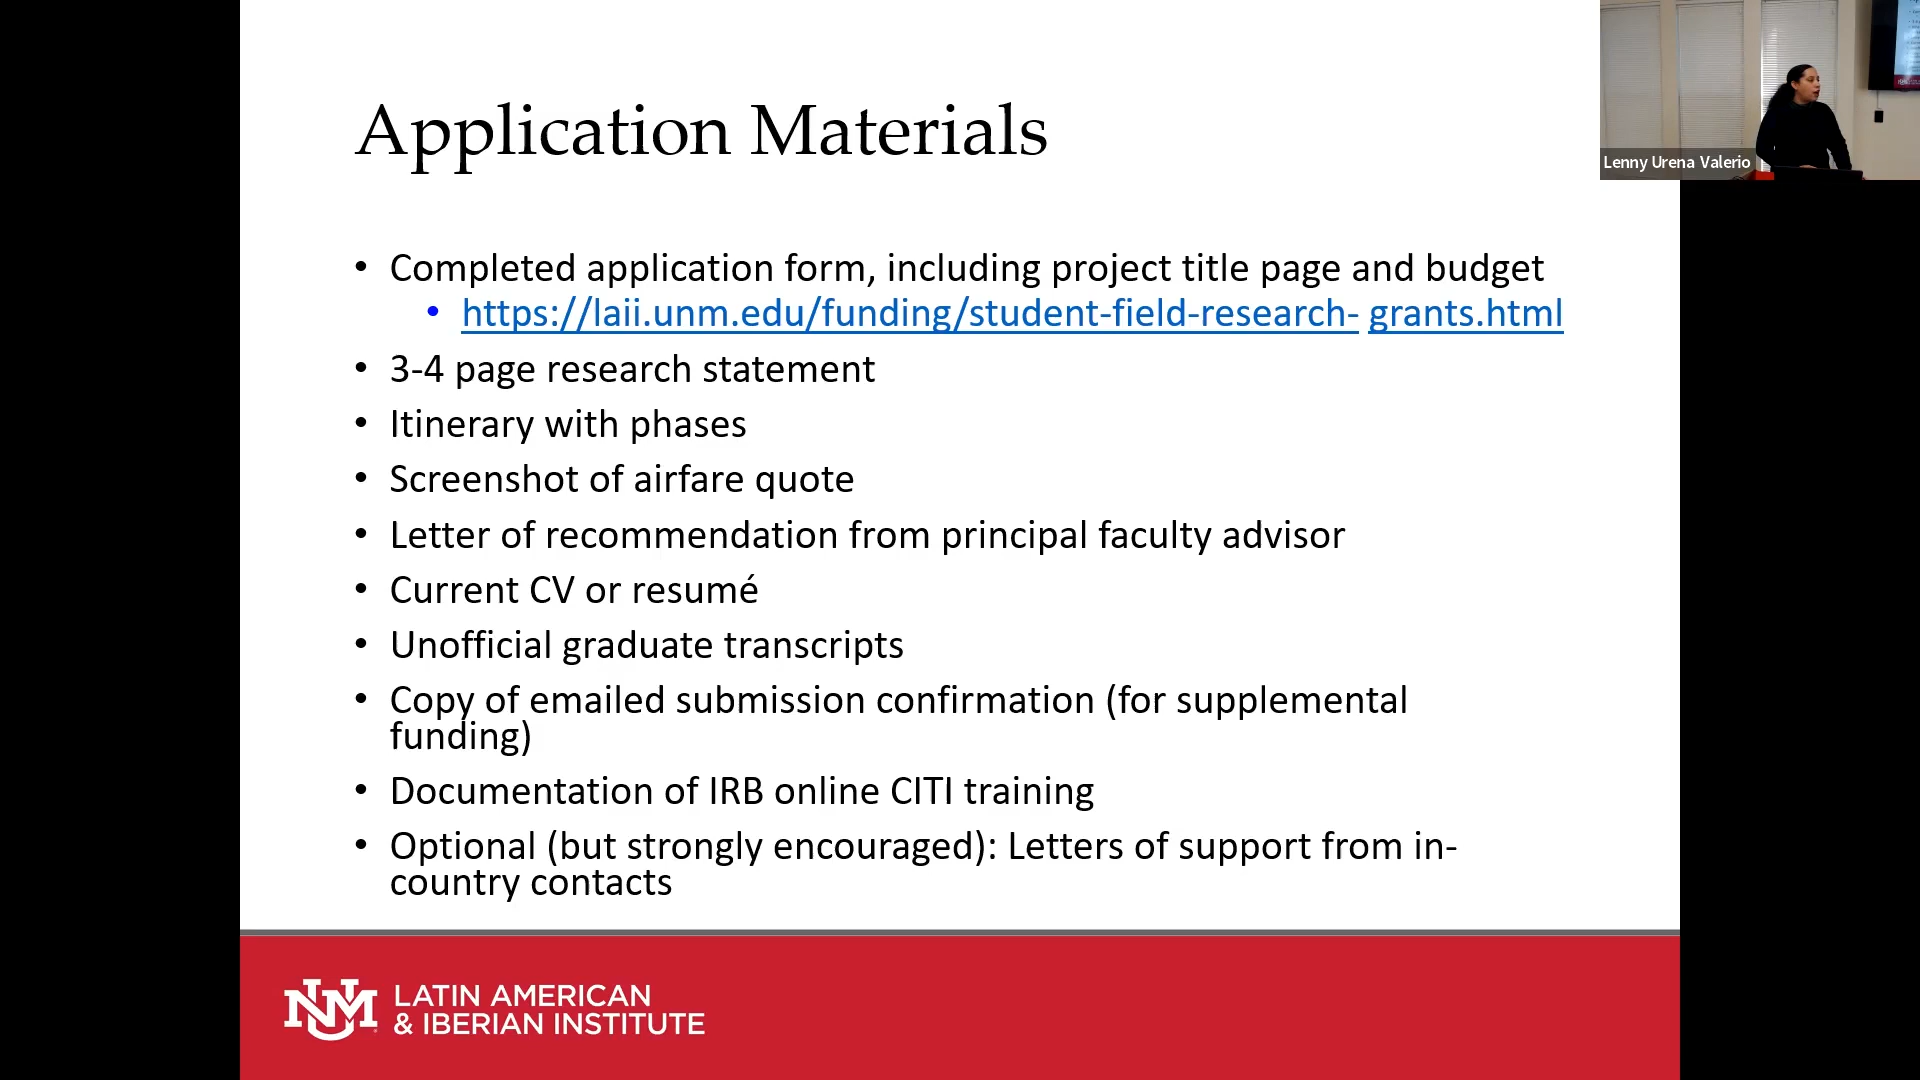 Application Materials
Lenny Urena Valerio
• Completed application form, including project title page and budget
• https://laii.unm.edu/funding/student-field-research- grants.html
• 3-4 page research statement
• Itinerary with phases
• Screenshot of airfare quote
• Letter of recommendation from principal faculty advisor
• Current CV or resumé
• Unofficial graduate transcripts
• Copy of emailed submission confirmation (for supplemental
funding)
• Documentation of IRB online CITI training
• Optional (but strongly encouraged): Letters of support from in-
country contacts
UNM LATIN AMERICAN
& IBERIAN INSTITUTE